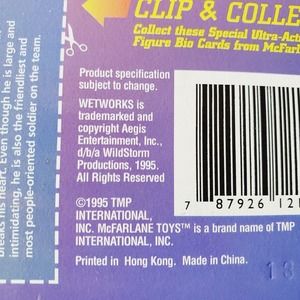 CLIP & COLLE
Collect these Special Ultra-Act
Figure Bio Cards from McFarl
Product specification
subject to change.
WETWORKS is
trademarked and
copyright Aegis
Entertainment, Inc.,
d/b/a WildStorm
Productions, 1995.
All Rights Reserved
©1995 TMP
INTERNATIONAL,
INC. McFARLANE TOYS™ is a brand name of TMP
INTERNATIONAL, INC.
Printed in Hong Kong. Made in China.
7 87926 12
breaks his heart. Even though he is large and
intimidating, he is also the friendliest and
most people-oriented soldier on the team.